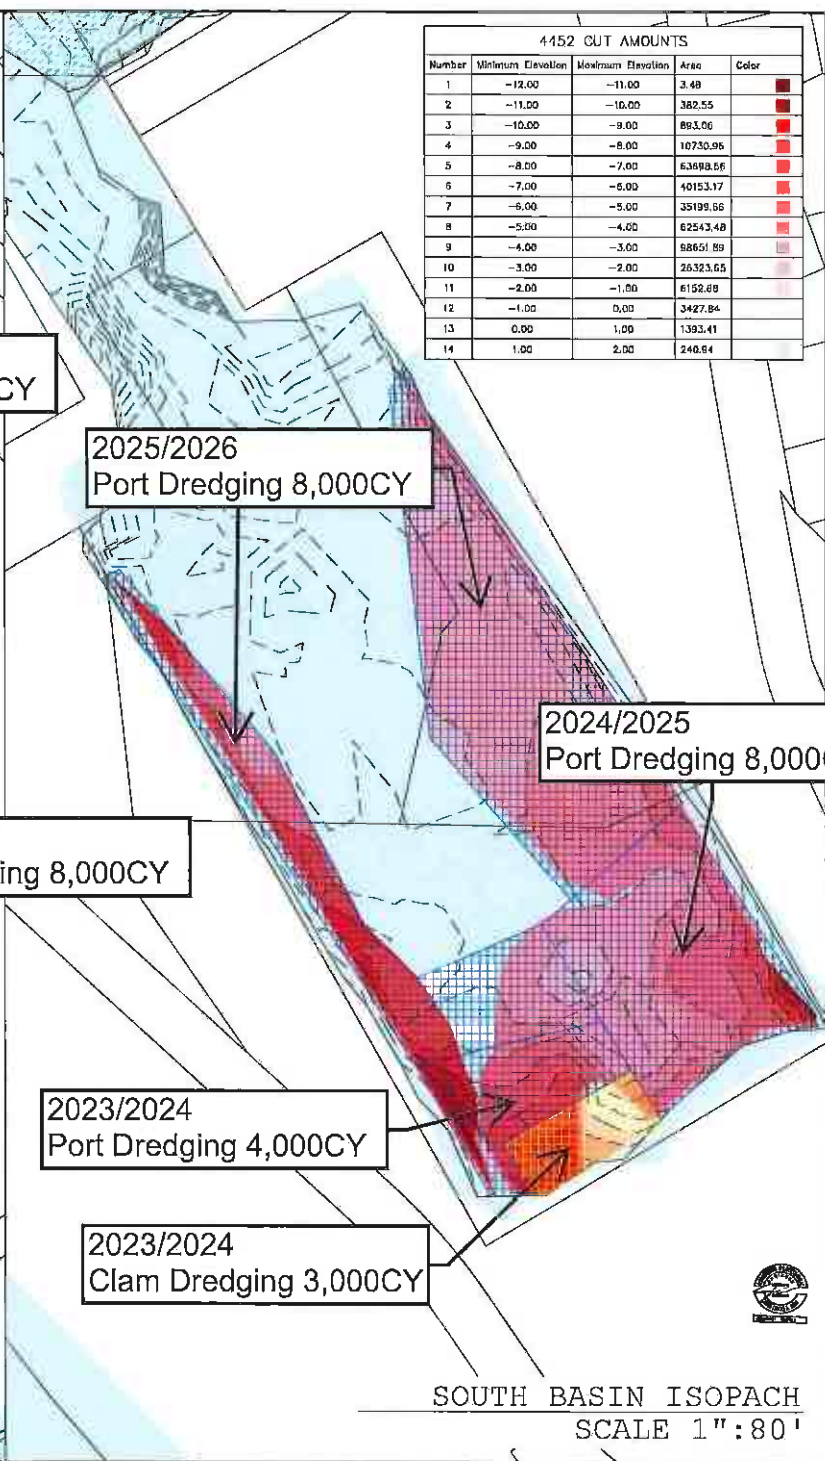 4452 CUT AMOUNTS
Number Minimum Elevation Maximum Elevation Area Color
1 -12.00 -11.00 3.48
2 -11.00 -10.00 382.55
3 -10.00 -9.00 893.06
4 -9.00 -8.00 10730.96
5 -8.00 -7.00 63698.56
6 -7.00 -6.00 40153.17
7 -6.00 -5.00 35199.66
8 -5.00 -4.00 62543.48
9 -4.00 -3.00 98651.89
10 -3.00 -2.00 26323.65
11 -2.00 -1.00 6152.68
12 -1.00 0.00 3427.84
13 0.00 1.00 1393.41
14 1.00 2.00 240.94
CY
2025/2026
Port Dredging 8,000CY
2024/2025
Port Dredging 8,000
ing 8,000CY
2023/2024
Port Dredging 4,000CY
2023/2024
Clam Dredging 3,000CY
SOUTH BASIN ISOPACH
SCALE 1":80'